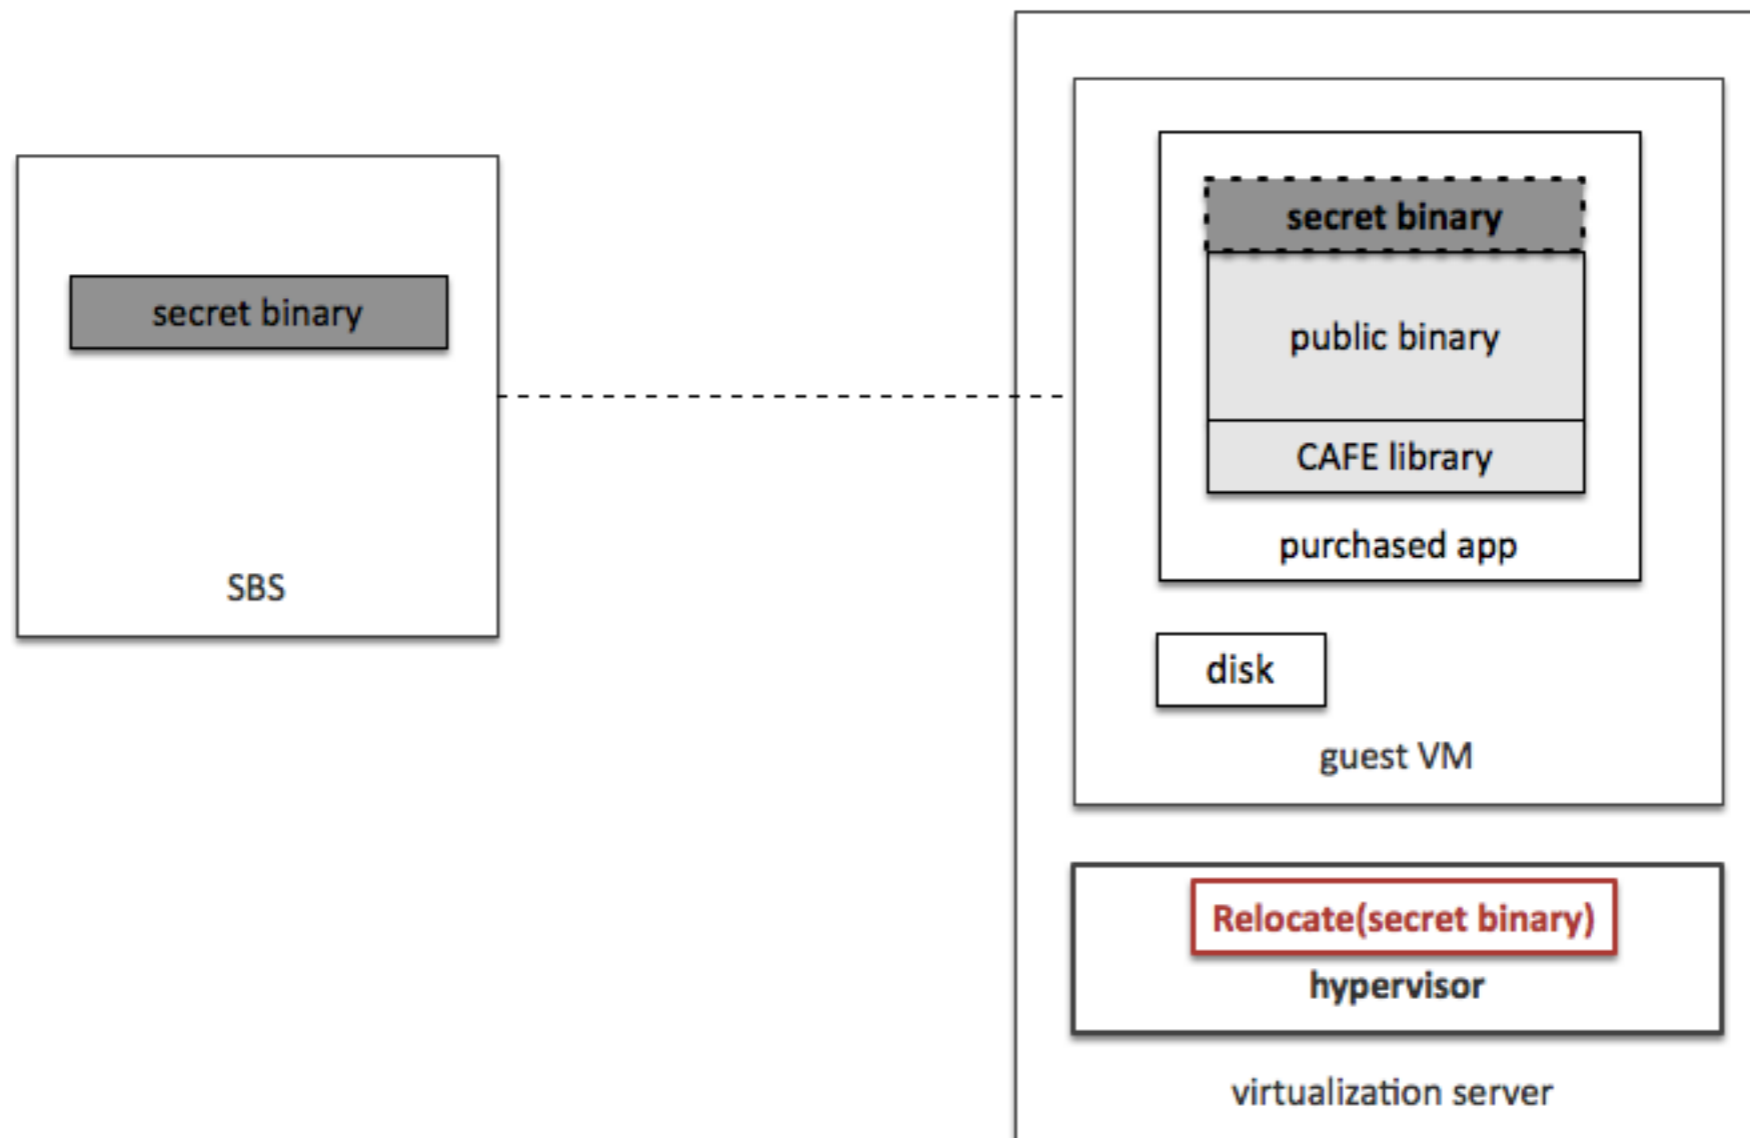 secret binary
SBS
secret binary
public binary
CAFE library
purchased app
disk
guest VM
Relocate(secret binary)
hypervisor
virtualization server